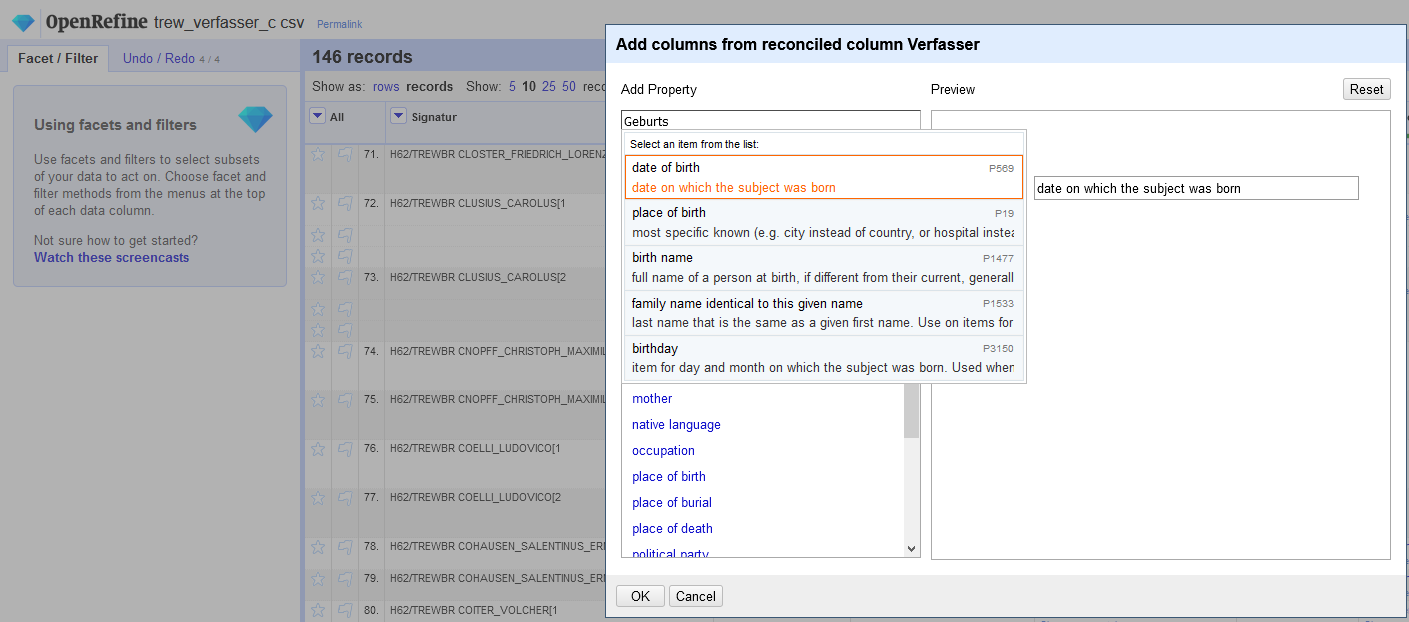 OpenRefine trew_verfasser_c csv Permalink
Facet / Filter Undo / Redo 4 / 4
Using facets and filters
Use facets and filters to select subsets
of your data to act on. Choose facet and
filter methods from the menus at the top
of each data column.
Not sure how to get started?
Watch these screencasts
146 records
Show as: rows records Show: 5 10 25 50
All Signatur
71. H62/TREWBR CLOSTER_FRIEDRICH_LORENZ
72. H62/TREWBR CLUSIUS_CAROLUS[1
73. H62/TREWBR CLUSIUS_CAROLUS[2
74. H62/TREWBR CNOPFF_CHRISTOPH_MAXIMIL
75. H62/TREWBR CNOPFF_CHRISTOPH_MAXIMIL
76. H62/TREWBR COELLI_LUDOVICO[1
77. H62/TREWBR COELLI_LUDOVICO[2
78. H62/TREWBR COHAUSEN_SALENTINUS_ER
79. H62/TREWBR COHAUSEN_SALENTINUS_ER
80. H62/TREWBR COITER_VOLCHER[1
Add columns from reconciled column Verfasser
Add Property
Preview
Reset
Geburts
Select an item from the list:
date of birth P569
date on which the subject was born
place of birth P19
most specific known (e.g. city instead of country, or hospital instea
birth name P1477
full name of a person at birth, if different from their current, generall
family name identical to this given name P1533
last name that is the same as a given first name. Use on items for
birthday P3150
item for day and month on which the subject was born. Used when
date on which the subject was born
mother
native language
occupation
place of birth
place of burial
place of death
political party
OK Cancel